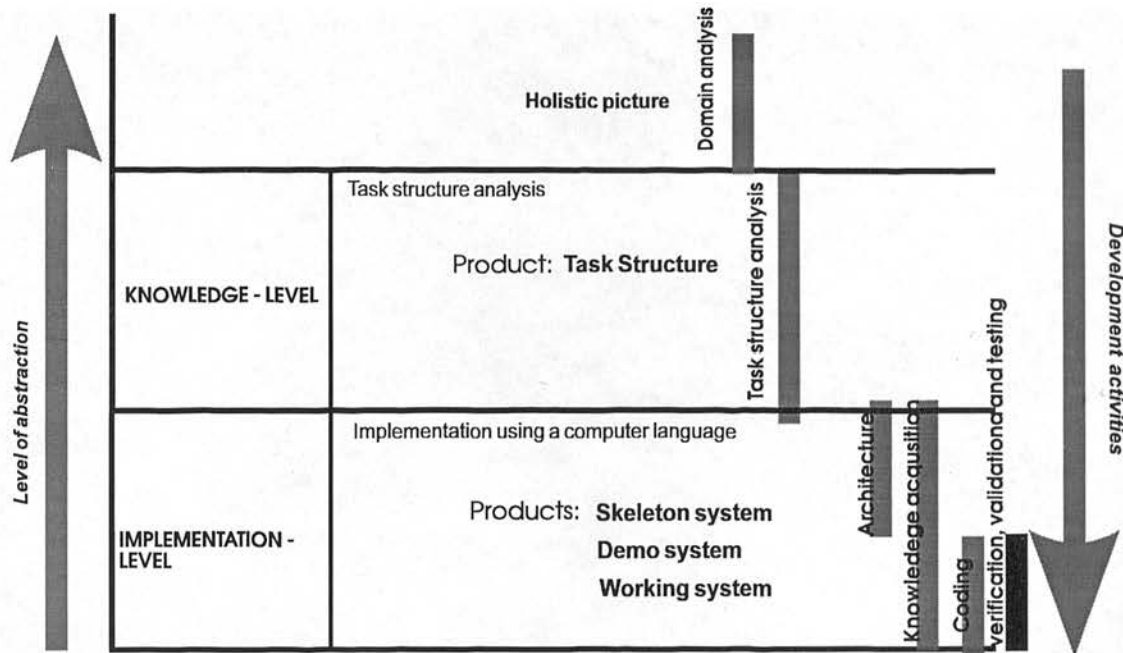 Holistic picture
Domain analysis
Task structure analysis
Product: Task Structure
KNOWLEDGE - LEVEL
Task structure analysis
Level of abstraction
Development activities
Implementation using a computer language
Products: Skeleton system
Demo system
Working system
IMPLEMENTATION -
LEVEL
Architecture
Knowledege acqusition
Coding
verification, validationa and testing